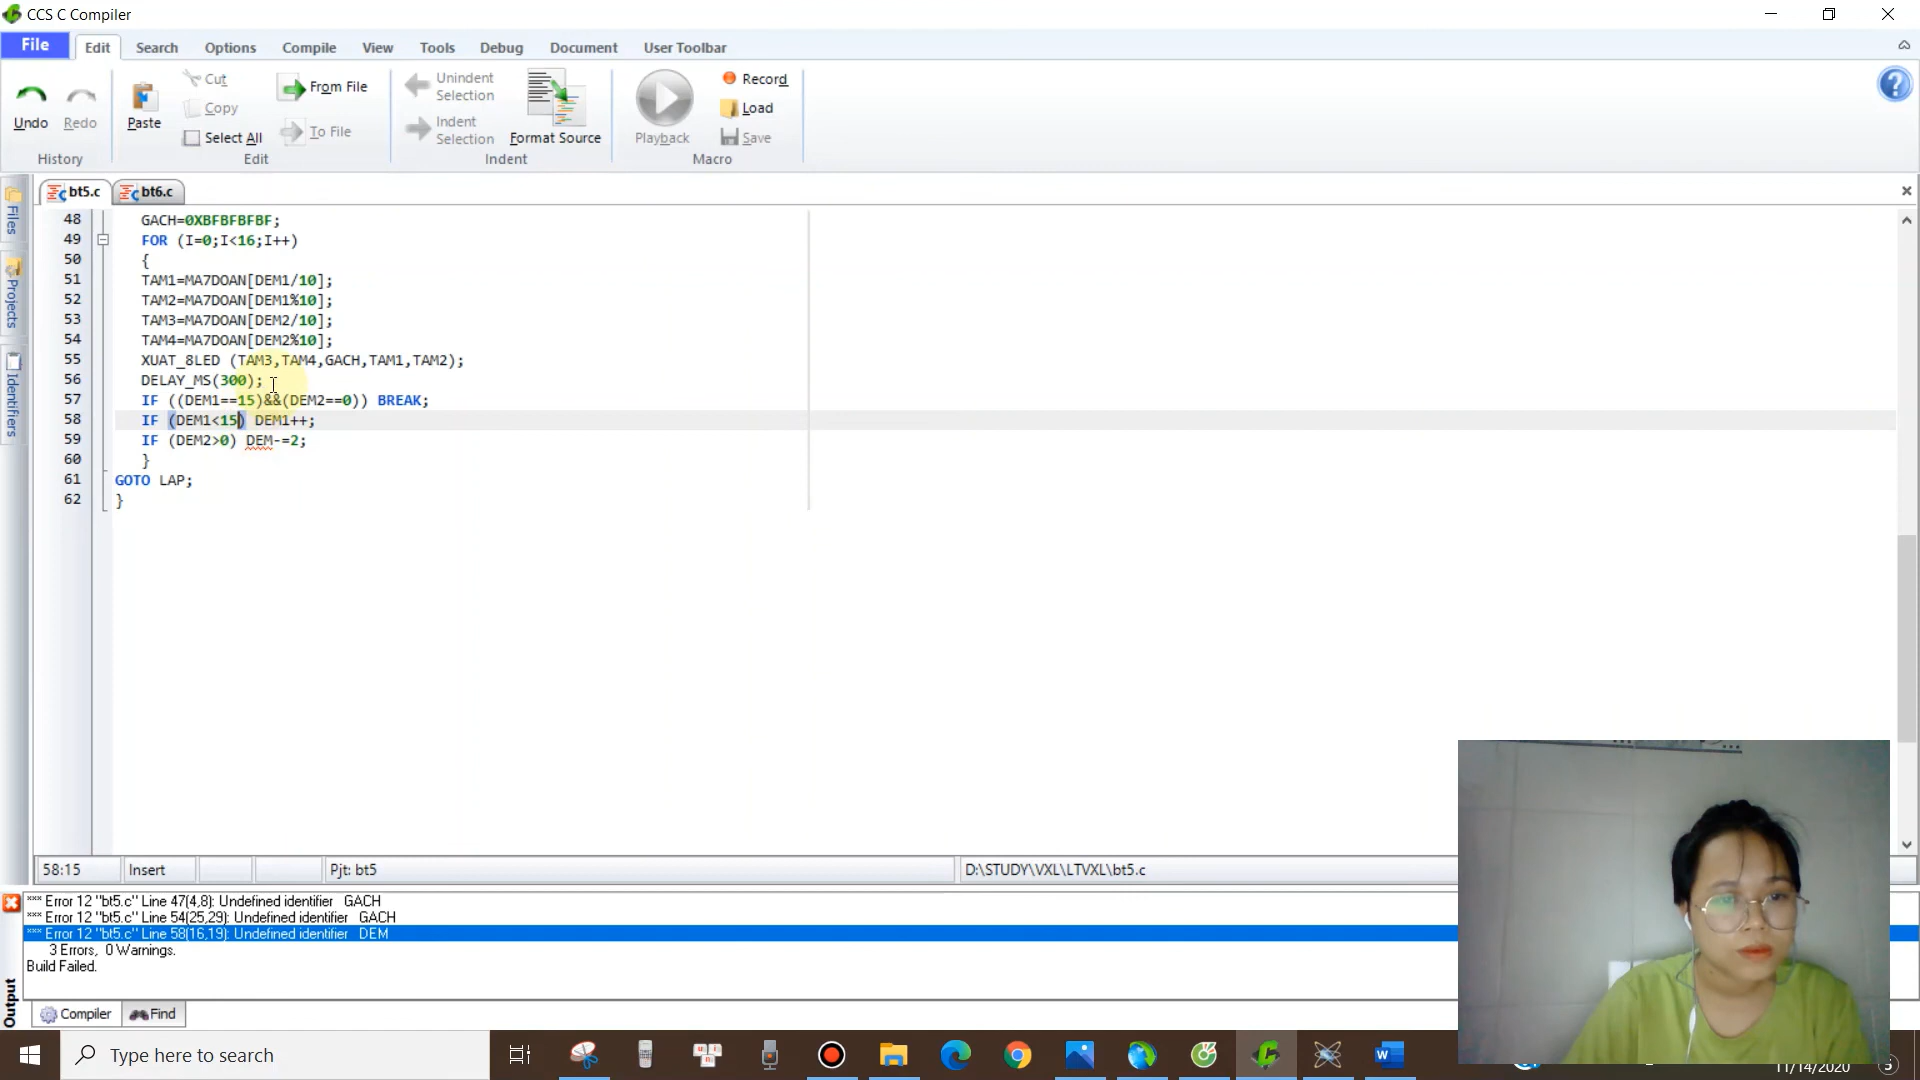 CCS C Compiler
File Edit Search Options Compile View Tools Debug Document User Toolbar
Undo Redo Paste Cut Copy Select All From File To File Unindent Selection Indent Selection Format Source Playback Record Load Save
History Edit Indent Macro
bt5.c bt6.c
Files
Projects
Identifiers
48 GACH=0XBFBFBFBF;
49 FOR (I=0;I<16;I++)
50 {
51 TAM1=MA7DOAN[DEM1/10];
52 TAM2=MA7DOAN[DEM1%10];
53 TAM3=MA7DOAN[DEM2/10];
54 TAM4=MA7DOAN[DEM2%10];
55 XUAT_8LED (TAM3,TAM4,GACH,TAM1,TAM2);
56 DELAY_MS(300);
57 IF ((DEM1==15)&&(DEM2==0)) BREAK;
58 IF (DEM1<15) DEM1++;
59 IF (DEM2>0) DEM-=2;
60 }
61 GOTO LAP;
62 }
58:15 Insert Pjt: bt5 D:\STUDY\VXL\LTVXL\bt5.c
*** Error 12 "bt5.c" Line 47(4,8): Undefined identifier GACH
*** Error 12 "bt5.c" Line 54(25,29): Undefined identifier GACH
*** Error 12 "bt5.c" Line 58(16,19): Undefined identifier DEM
3 Errors, 0 Warnings.
Build Failed.
Output
Compiler Find
Type here to search
11/14/2020 5